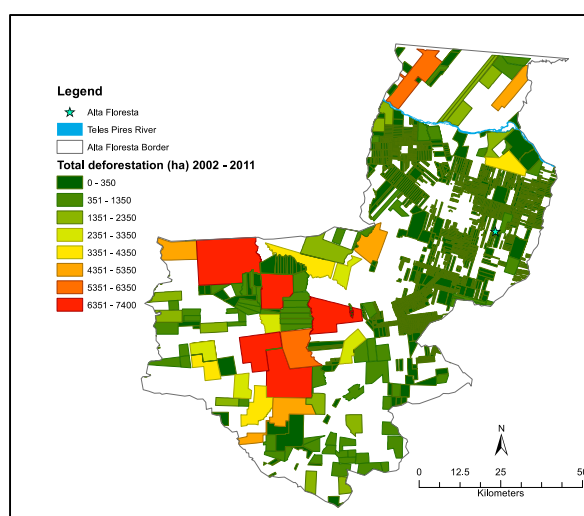 Legend
Alta Floresta
Teles Pires River
Alta Floresta Border
Total deforestation (ha) 2002 - 2011
0 - 350
351 - 1350
1351 - 2350
2351 - 3350
3351 - 4350
4351 - 5350
5351 - 6350
6351 - 7400
N
0 12.5 25 50
Kilometers